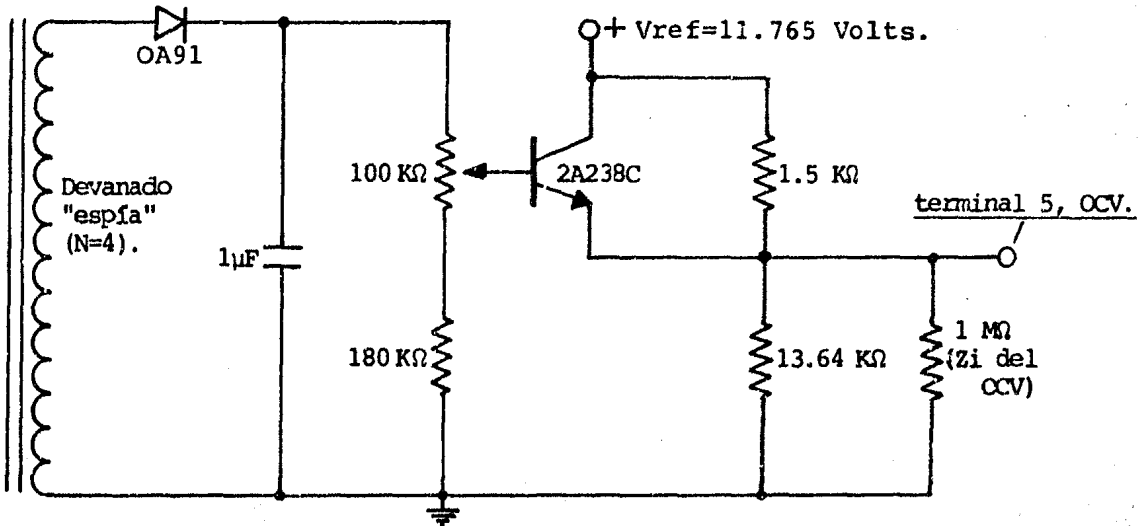 + Vref=11.765 Volts.
OA91
Devanado
"espía"
(N=4).
1µF
100 KΩ
180 KΩ
2A238C
1.5 KΩ
13.64 KΩ
terminal 5, OCV.
1 MΩ
(Zi del
OCV)